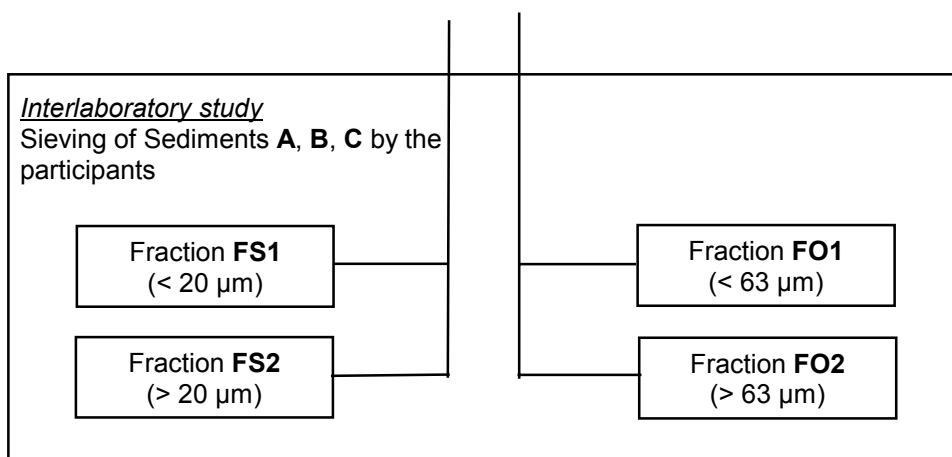 Interlaboratory study
Sieving of Sediments A, B, C by the
participants
Fraction FS1
(< 20 µm)
Fraction FO1
(< 63 µm)
Fraction FS2
(> 20 µm)
Fraction FO2
(> 63 µm)